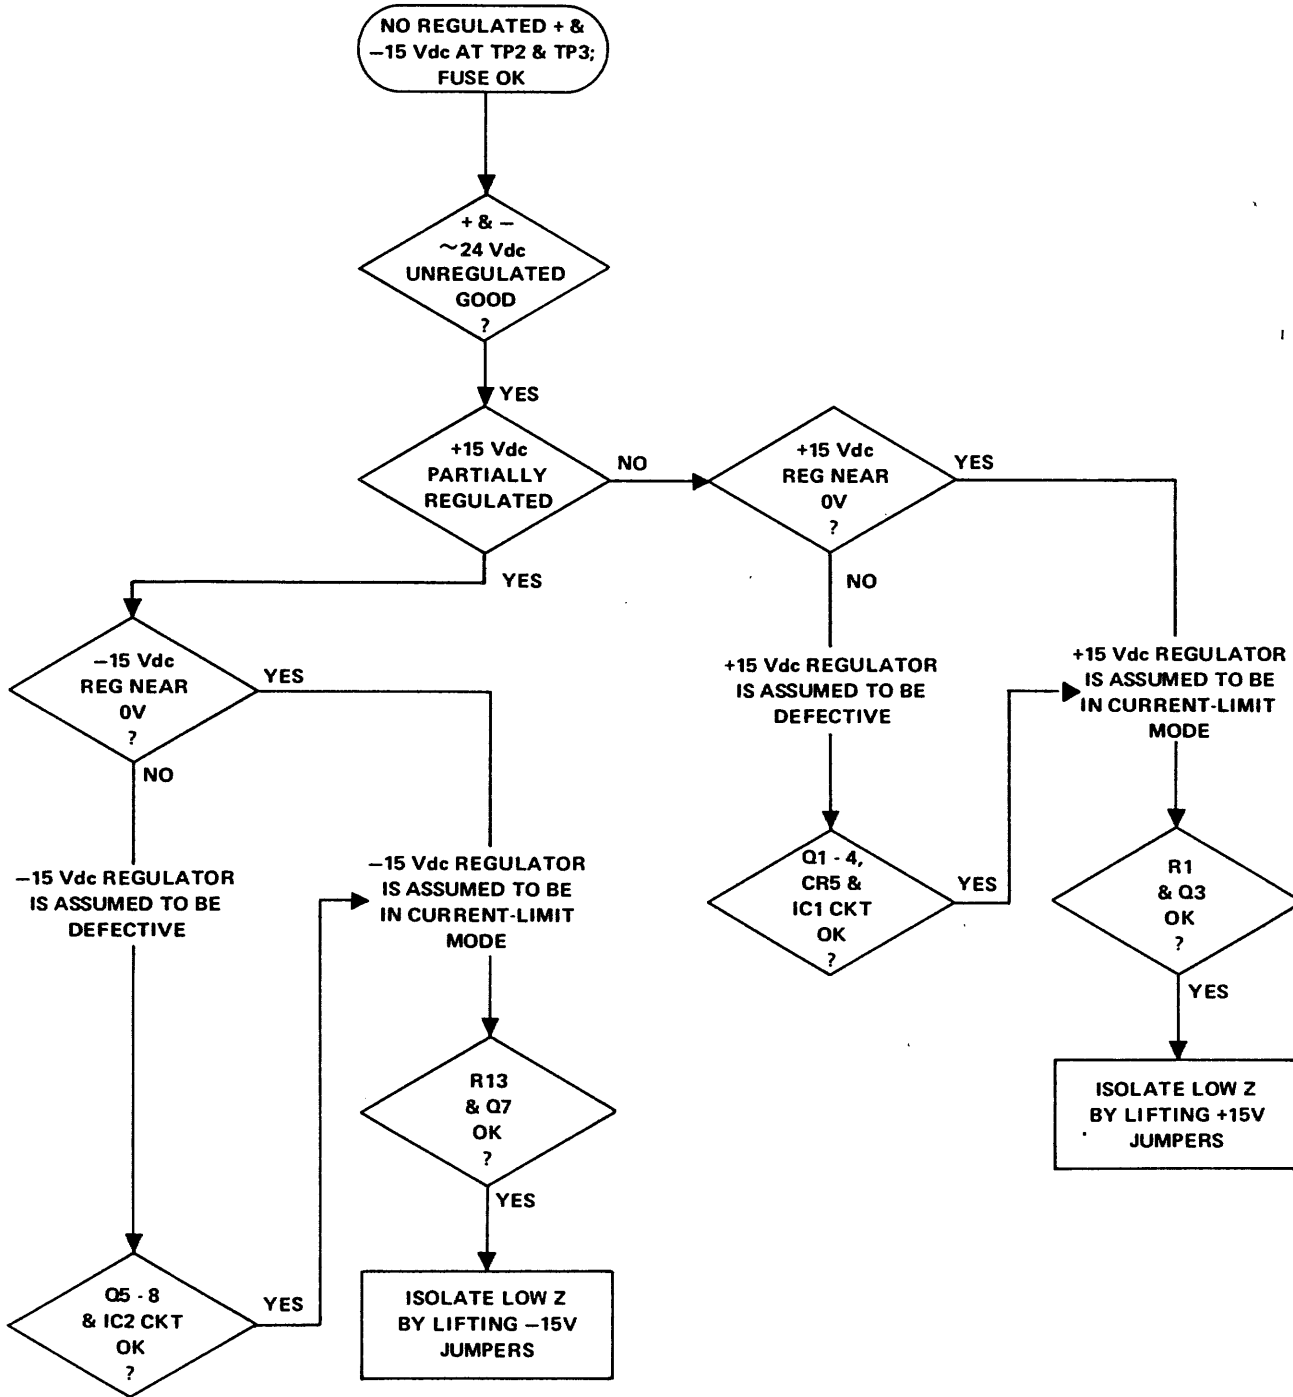 NO REGULATED + &
−15 Vdc AT TP2 & TP3;
FUSE OK
+ & −
~24 Vdc
UNREGULATED
GOOD
?
YES
+15 Vdc
PARTIALLY
REGULATED
NO
YES
+15 Vdc
REG NEAR
0V
?
YES
NO
−15 Vdc
REG NEAR
0V
?
YES
NO
+15 Vdc REGULATOR
IS ASSUMED TO BE
DEFECTIVE
+15 Vdc REGULATOR
IS ASSUMED TO BE
IN CURRENT-LIMIT
MODE
−15 Vdc REGULATOR
IS ASSUMED TO BE
DEFECTIVE
−15 Vdc REGULATOR
IS ASSUMED TO BE
IN CURRENT-LIMIT
MODE
Q1 - 4,
CR5 &
IC1 CKT
OK
?
YES
R1
& Q3
OK
?
YES
R13
& Q7
OK
?
YES
ISOLATE LOW Z
BY LIFTING +15V
JUMPERS
Q5 - 8
& IC2 CKT
OK
?
YES
ISOLATE LOW Z
BY LIFTING −15V
JUMPERS